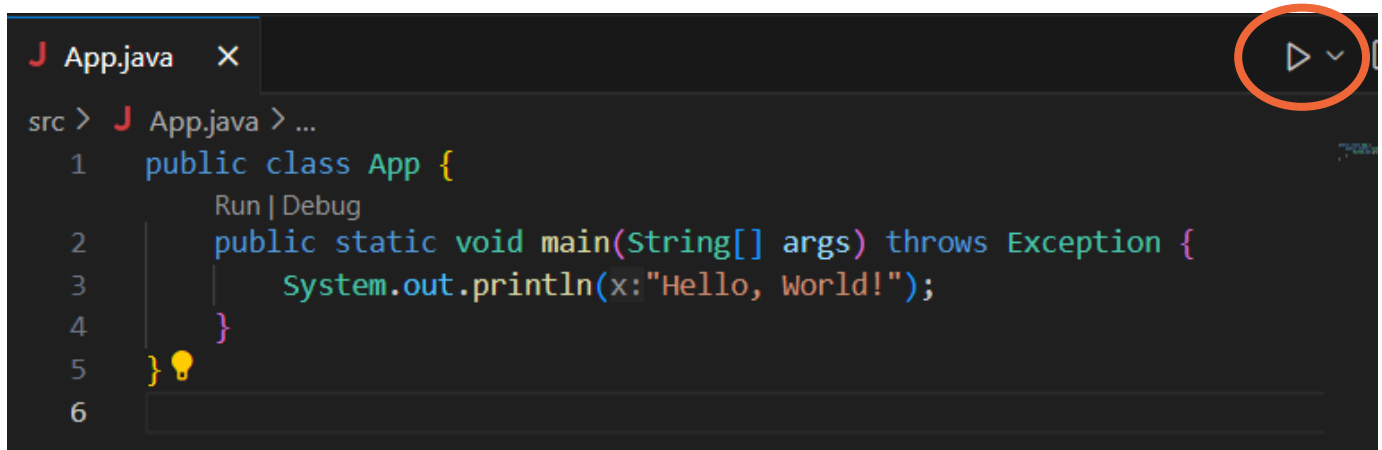 J App.java X
src > J App.java > ...
1 public class App {
Run | Debug
2 public static void main(String[] args) throws Exception {
3 System.out.println(x:"Hello, World!");
4 }
5 }
6